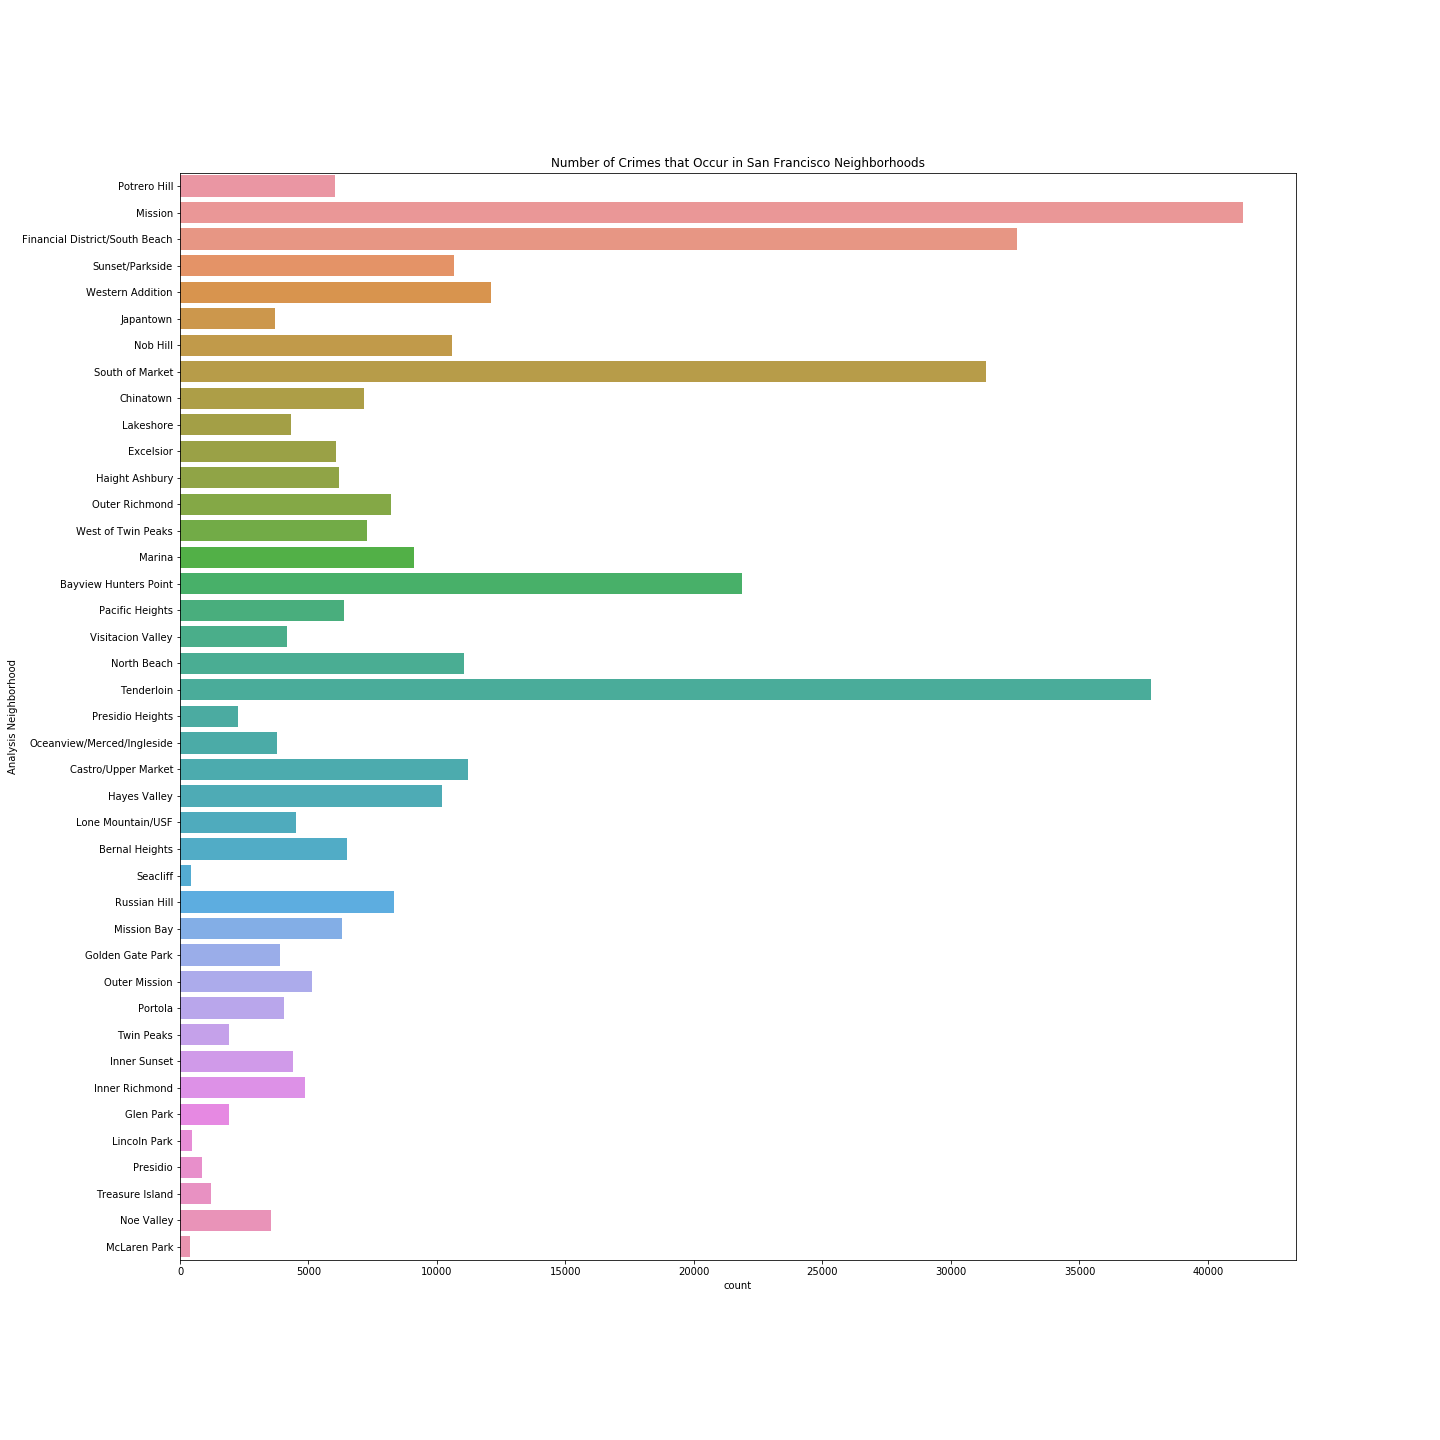 Number of Crimes that Occur in San Francisco Neighborhoods
Analysis Neighborhood
Potrero Hill
Mission
Financial District/South Beach
Sunset/Parkside
Western Addition
Japantown
Nob Hill
South of Market
Chinatown
Lakeshore
Excelsior
Haight Ashbury
Outer Richmond
West of Twin Peaks
Marina
Bayview Hunters Point
Pacific Heights
Visitacion Valley
North Beach
Tenderloin
Presidio Heights
Oceanview/Merced/Ingleside
Castro/Upper Market
Hayes Valley
Lone Mountain/USF
Bernal Heights
Seacliff
Russian Hill
Mission Bay
Golden Gate Park
Outer Mission
Portola
Twin Peaks
Inner Sunset
Inner Richmond
Glen Park
Lincoln Park
Presidio
Treasure Island
Noe Valley
McLaren Park
0 5000 10000 15000 20000 25000 30000 35000 40000
count